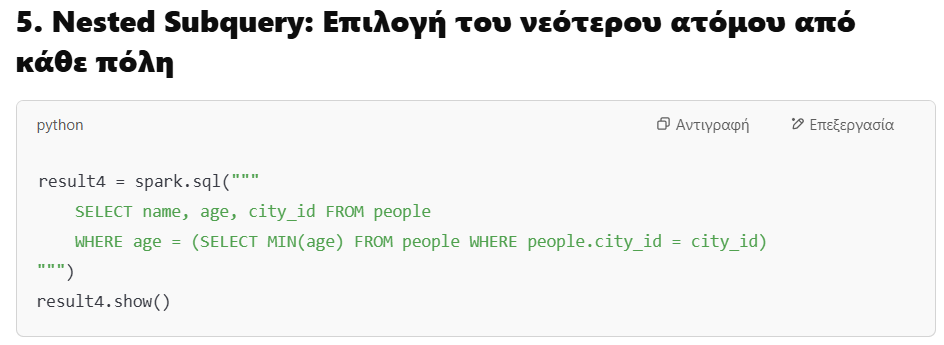 5. Nested Subquery: Επιλογή του νεότερου ατόμου από
κάθε πόλη
python
Αντιγραφή
Επεξεργασία
result4 = spark.sql("""
    SELECT name, age, city_id FROM people
    WHERE age = (SELECT MIN(age) FROM people WHERE people.city_id = city_id)
""")
result4.show()